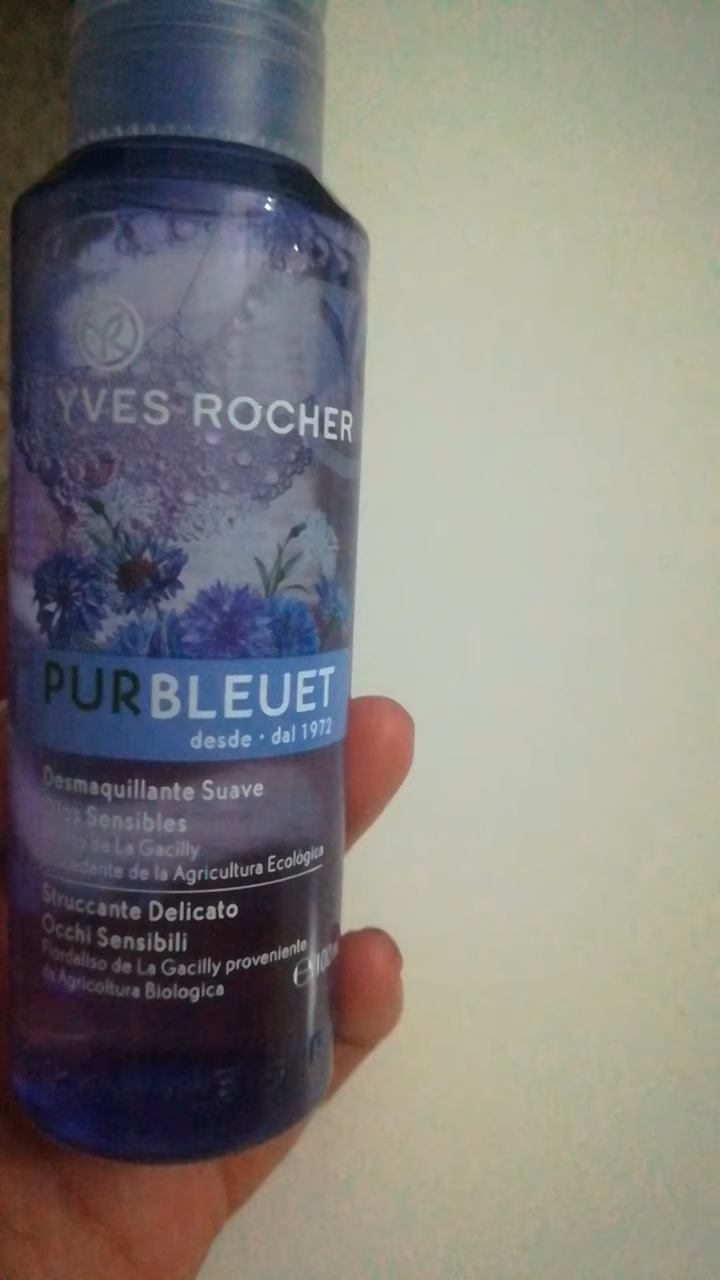 YVES ROCHER
PURBLEUET
desde · dal 1972
Desmaquillante Suave
Sensibles
de La Gacilly
de la Agricultura Ecológica
Struccante Delicato
Occhi Sensibili
Fiordaliso de La Gacilly proveniente
da Agricoltura Biologica
℮ 100